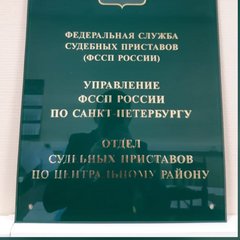 ФЕДЕРАЛЬНАЯ СЛУЖБА
СУДЕБНЫХ ПРИСТАВОВ
(ФССП РОССИИ)
УПРАВЛЕНИЕ
ФССП РОССИИ
ПО САНКТ-ПЕТЕРБУРГУ
ОТДЕЛ
СУДЕБНЫХ ПРИСТАВОВ
ПО ЦЕНТРАЛЬНОМУ РАЙОНУ